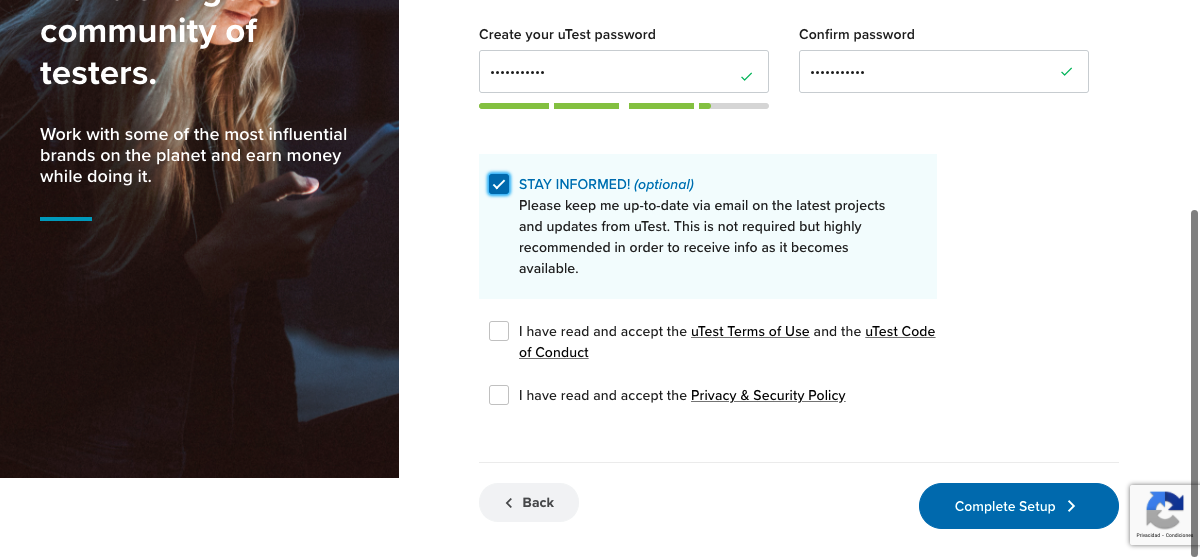 community of
testers.
Work with some of the most influential
brands on the planet and earn money
while doing it.
Create your uTest password
Confirm password
•••••••••••
•••••••••••
STAY INFORMED! (optional)
Please keep me up-to-date via email on the latest projects
and updates from uTest. This is not required but highly
recommended in order to receive info as it becomes
available.
I have read and accept the uTest Terms of Use and the uTest Code
of Conduct
I have read and accept the Privacy & Security Policy
Back
Complete Setup
Privacidad - Condiciones